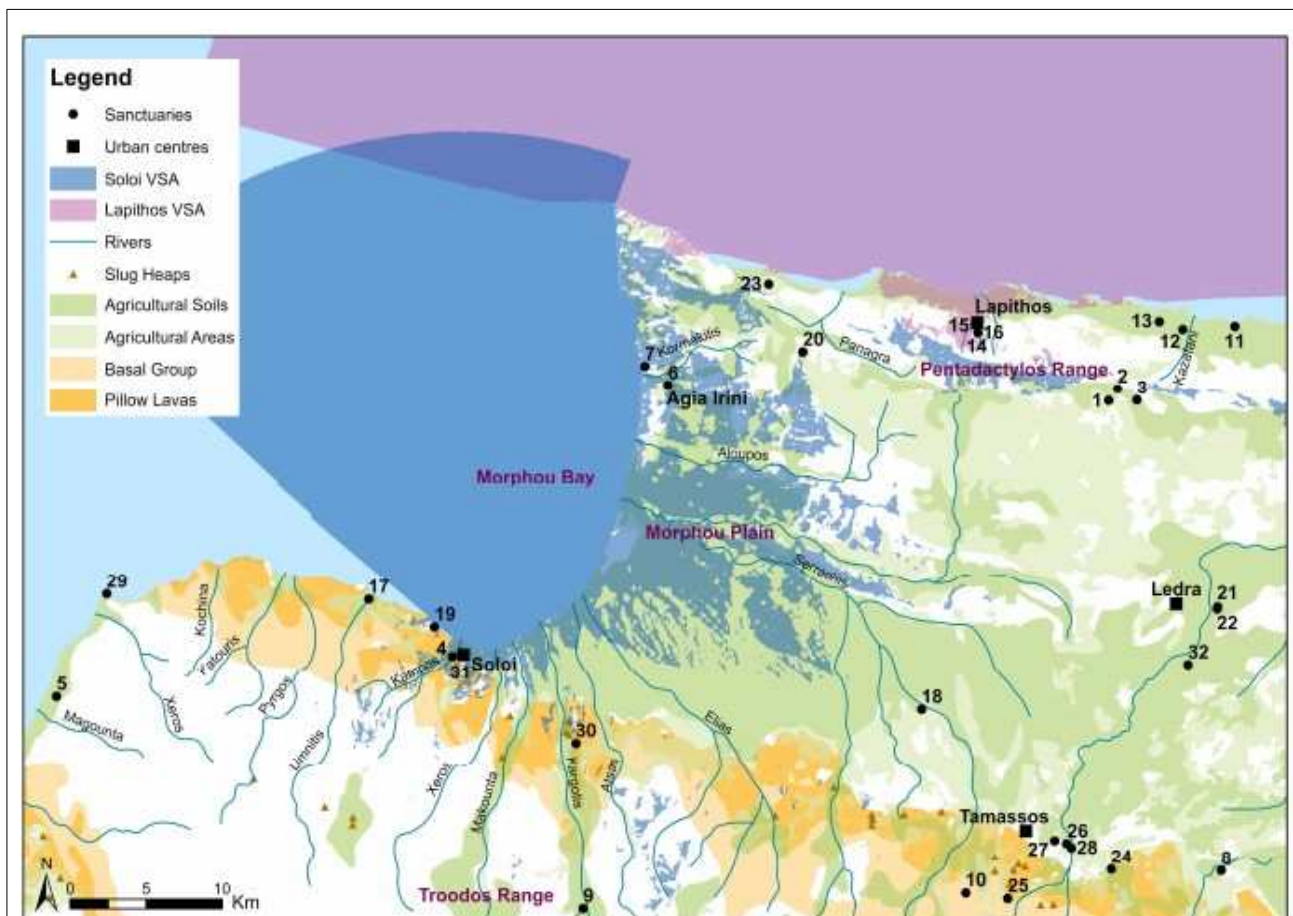 Legend
Sanctuaries
Urban centres
Soloi VSA
Lapithos VSA
Rivers
Slug Heaps
Agricultural Soils
Agricultural Areas
Basal Group
Pillow Lavas
23
Lapithos
15
16
14
13
12
11
Kazafani
7
Kormakitis
20
Panagra
Pentadactylos Range
6
Agia Irini
2
1
3
Aloupos
Morphou Bay
Morphou Plain
Serrachis
29
17
Ledra
21
22
19
Kochina
Yalouris
4
31
Soloi
Katapos
32
5
Magounta
Xeros
Pyrgos
Limnitis
18
Elias
30
Xeros
Makounta
Kargotis
Atsas
Tamassos
26
27
28
24
8
10
25
N
0 5 10
Km
Troodos Range
9